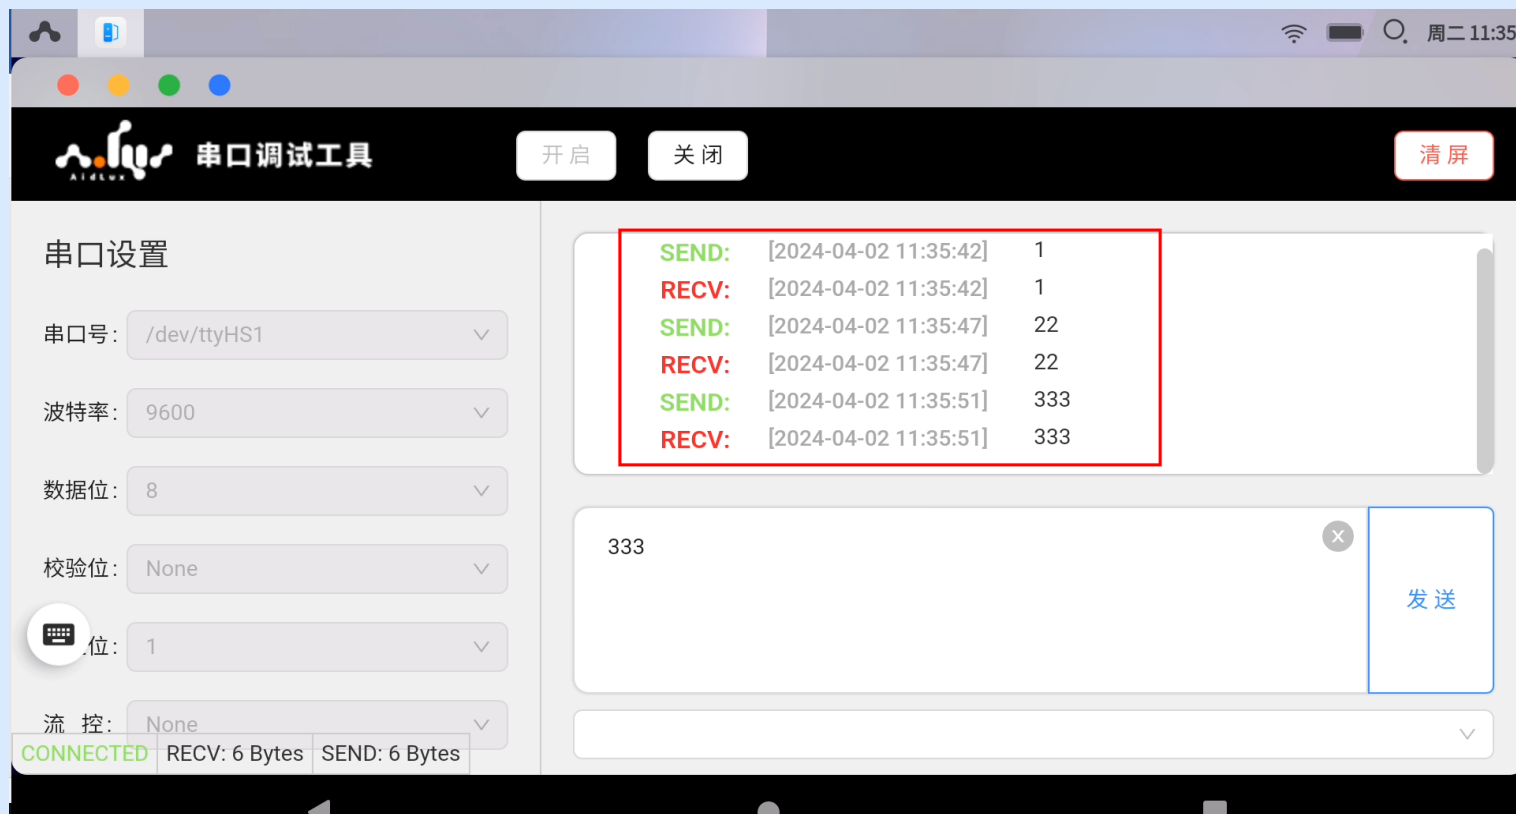 周二 11:35
AidLux 串口调试工具
开启
关闭
清屏
串口设置
串口号: /dev/ttyHS1
波特率: 9600
数据位: 8
校验位: None
位: 1
流 控: None
CONNECTED RECV: 6 Bytes SEND: 6 Bytes
SEND: [2024-04-02 11:35:42] 1
RECV: [2024-04-02 11:35:42] 1
SEND: [2024-04-02 11:35:47] 22
RECV: [2024-04-02 11:35:47] 22
SEND: [2024-04-02 11:35:51] 333
RECV: [2024-04-02 11:35:51] 333
333
发送